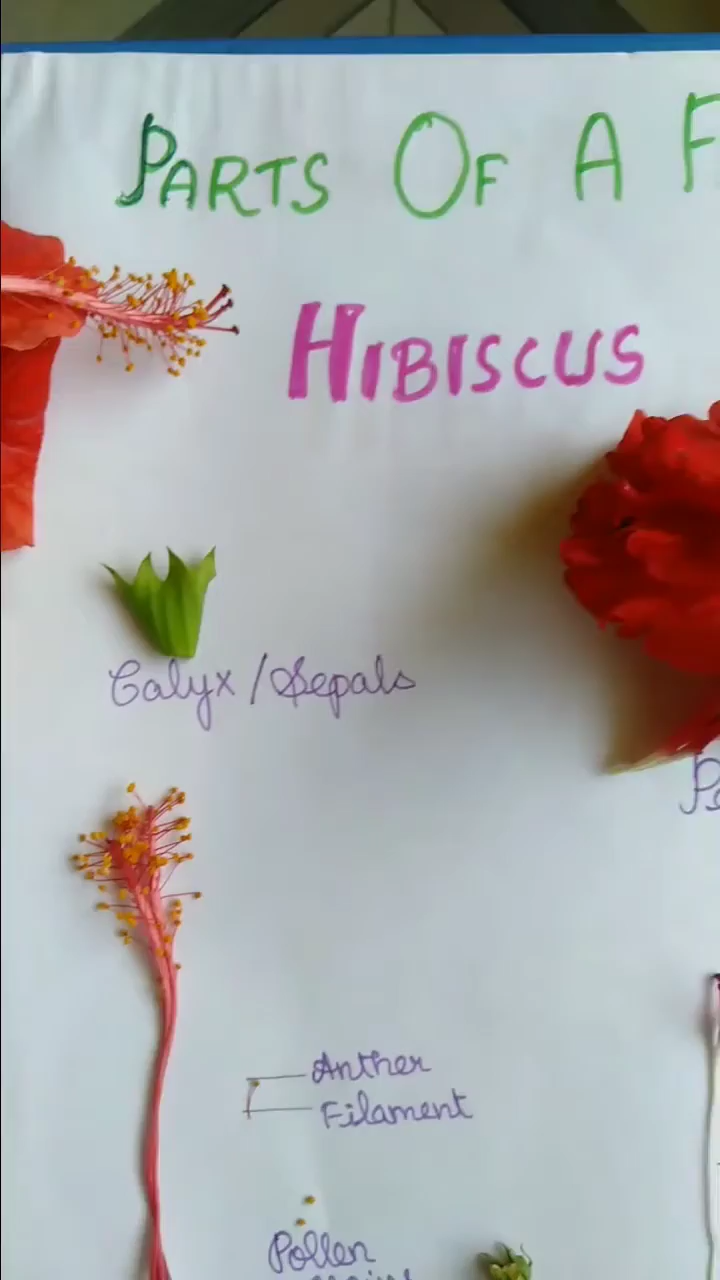 PARTS OF A F
HIBISCUS
Calyx / Sepals
Anther
Filament
Pollen